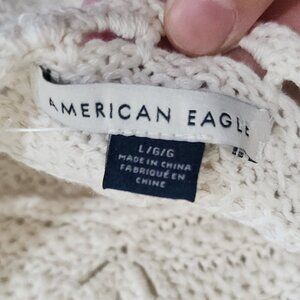 AMERICAN EAGLE
L/G/G
MADE IN CHINA
FABRIQUÉ EN
CHINE